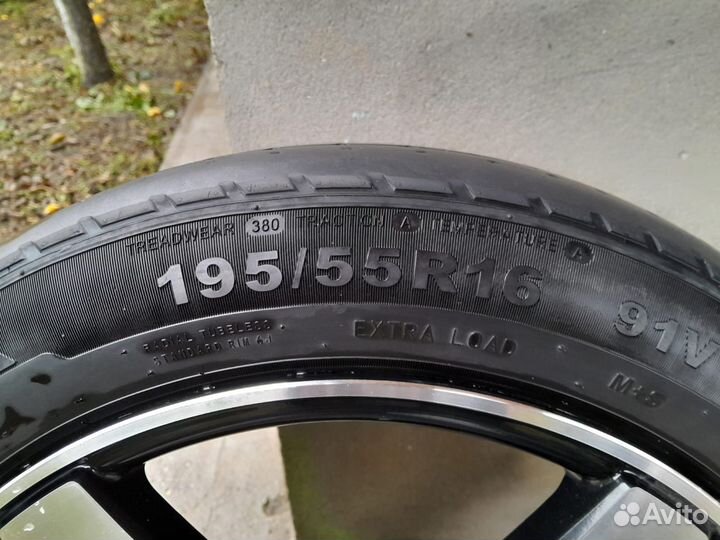 TREADWEAR 380 TRACTION A TEMPERATURE A
195/55R16 91V
RADIAL TUBELESS
STANDARD RIM 6J
EXTRA LOAD
M+S
Avito